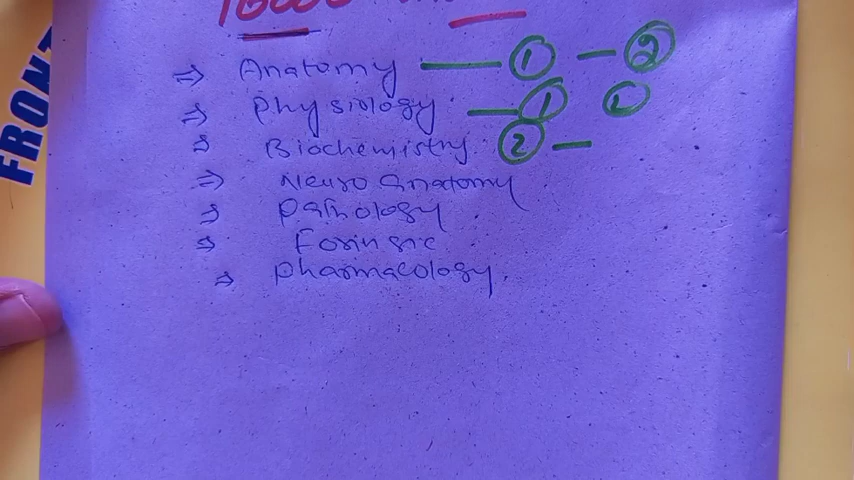 FRONT
⇒ Anatomy — 1 - 2
⇒ Physiology — 1 1
⇒ Biochemistry. 2 -
⇒ Neuro anatomy
⇒ Pathology
⇒ Forinsic
⇒ Pharmacology.